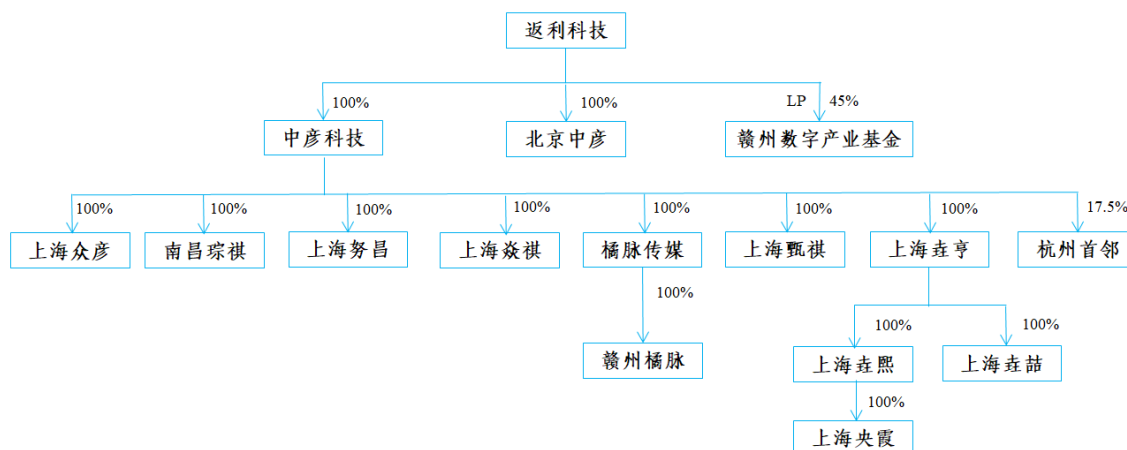 返利科技
100%
100%
LP 45%
中彦科技
北京中彦
赣州数字产业基金
100%
100%
100%
100%
100%
100%
100%
17.5%
上海众彦
南昌琮祺
上海努昌
上海焱祺
橘脉传媒
上海甄祺
上海垚亨
杭州首邻
100%
100%
100%
赣州橘脉
上海垚熙
上海垚喆
100%
上海央霞